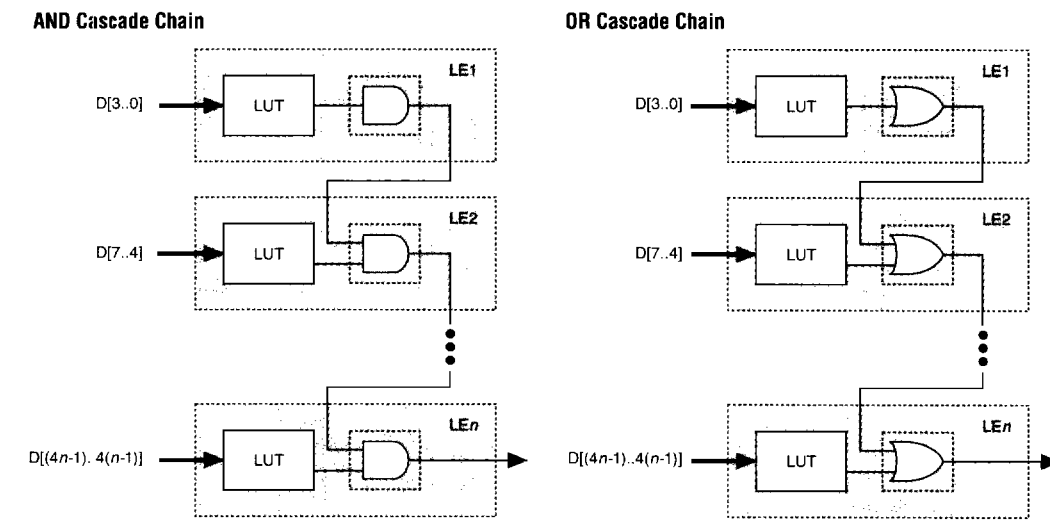 AND Cascade Chain
LE1
D[3..0]
LUT
LE2
D[7..4]
LUT
LEn
D[(4n-1). 4(n-1)]
LUT
OR Cascade Chain
LE1
D[3..0]
LUT
LE2
D[7..4]
LUT
LEn
D[(4n-1)..4(n-1)]
LUT